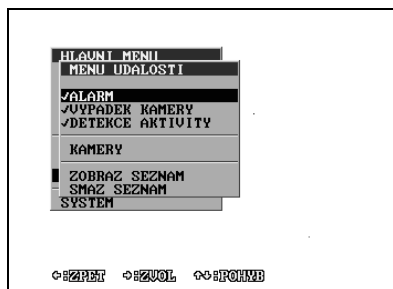 HLAVNI MENU
MENU UDALOSTI
✓ALARM
✓VYPADEK KAMERY
✓DETEKCE AKTIVITY
KAMERY
ZOBRAZ SEZNAM
SMAZ SEZNAM
SYSTEM
⇦:ZPET ⇨:ZVOL ⇧⇩:POHYB